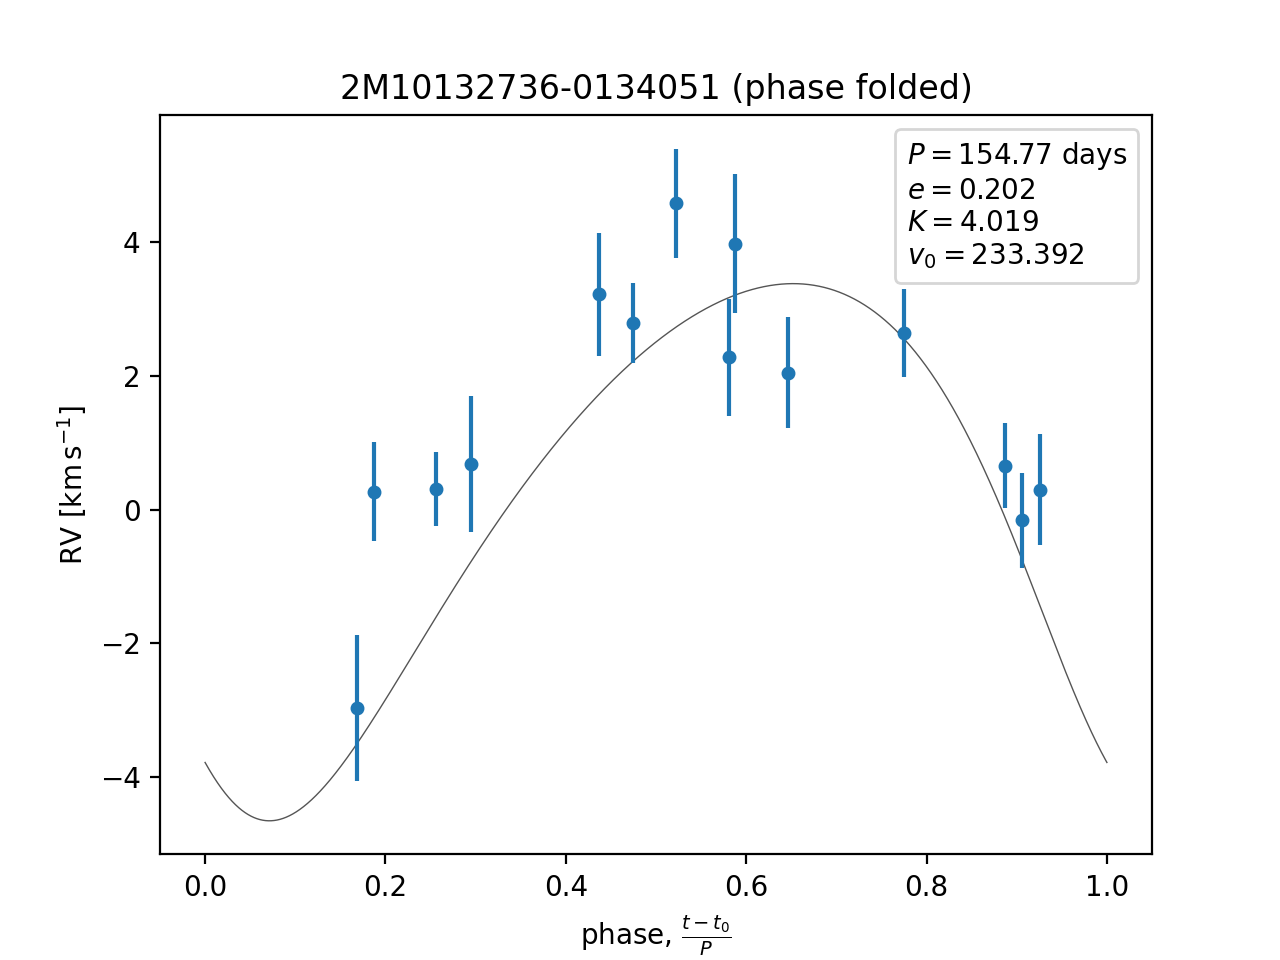 2M10132736-0134051 (phase folded)
P = 154.77 days
e = 0.202
K = 4.019
v₀ = 233.392
4
2
0
−2
−4
RV [km s⁻¹]
0.0 0.2 0.4 0.6 0.8 1.0
phase, (t − t₀)/P